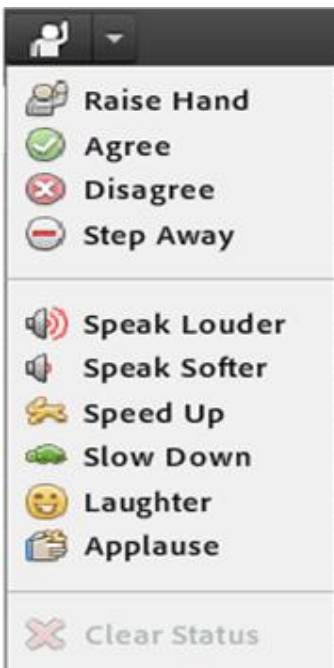 Raise Hand
Agree
Disagree
Step Away
Speak Louder
Speak Softer
Speed Up
Slow Down
Laughter
Applause
Clear Status